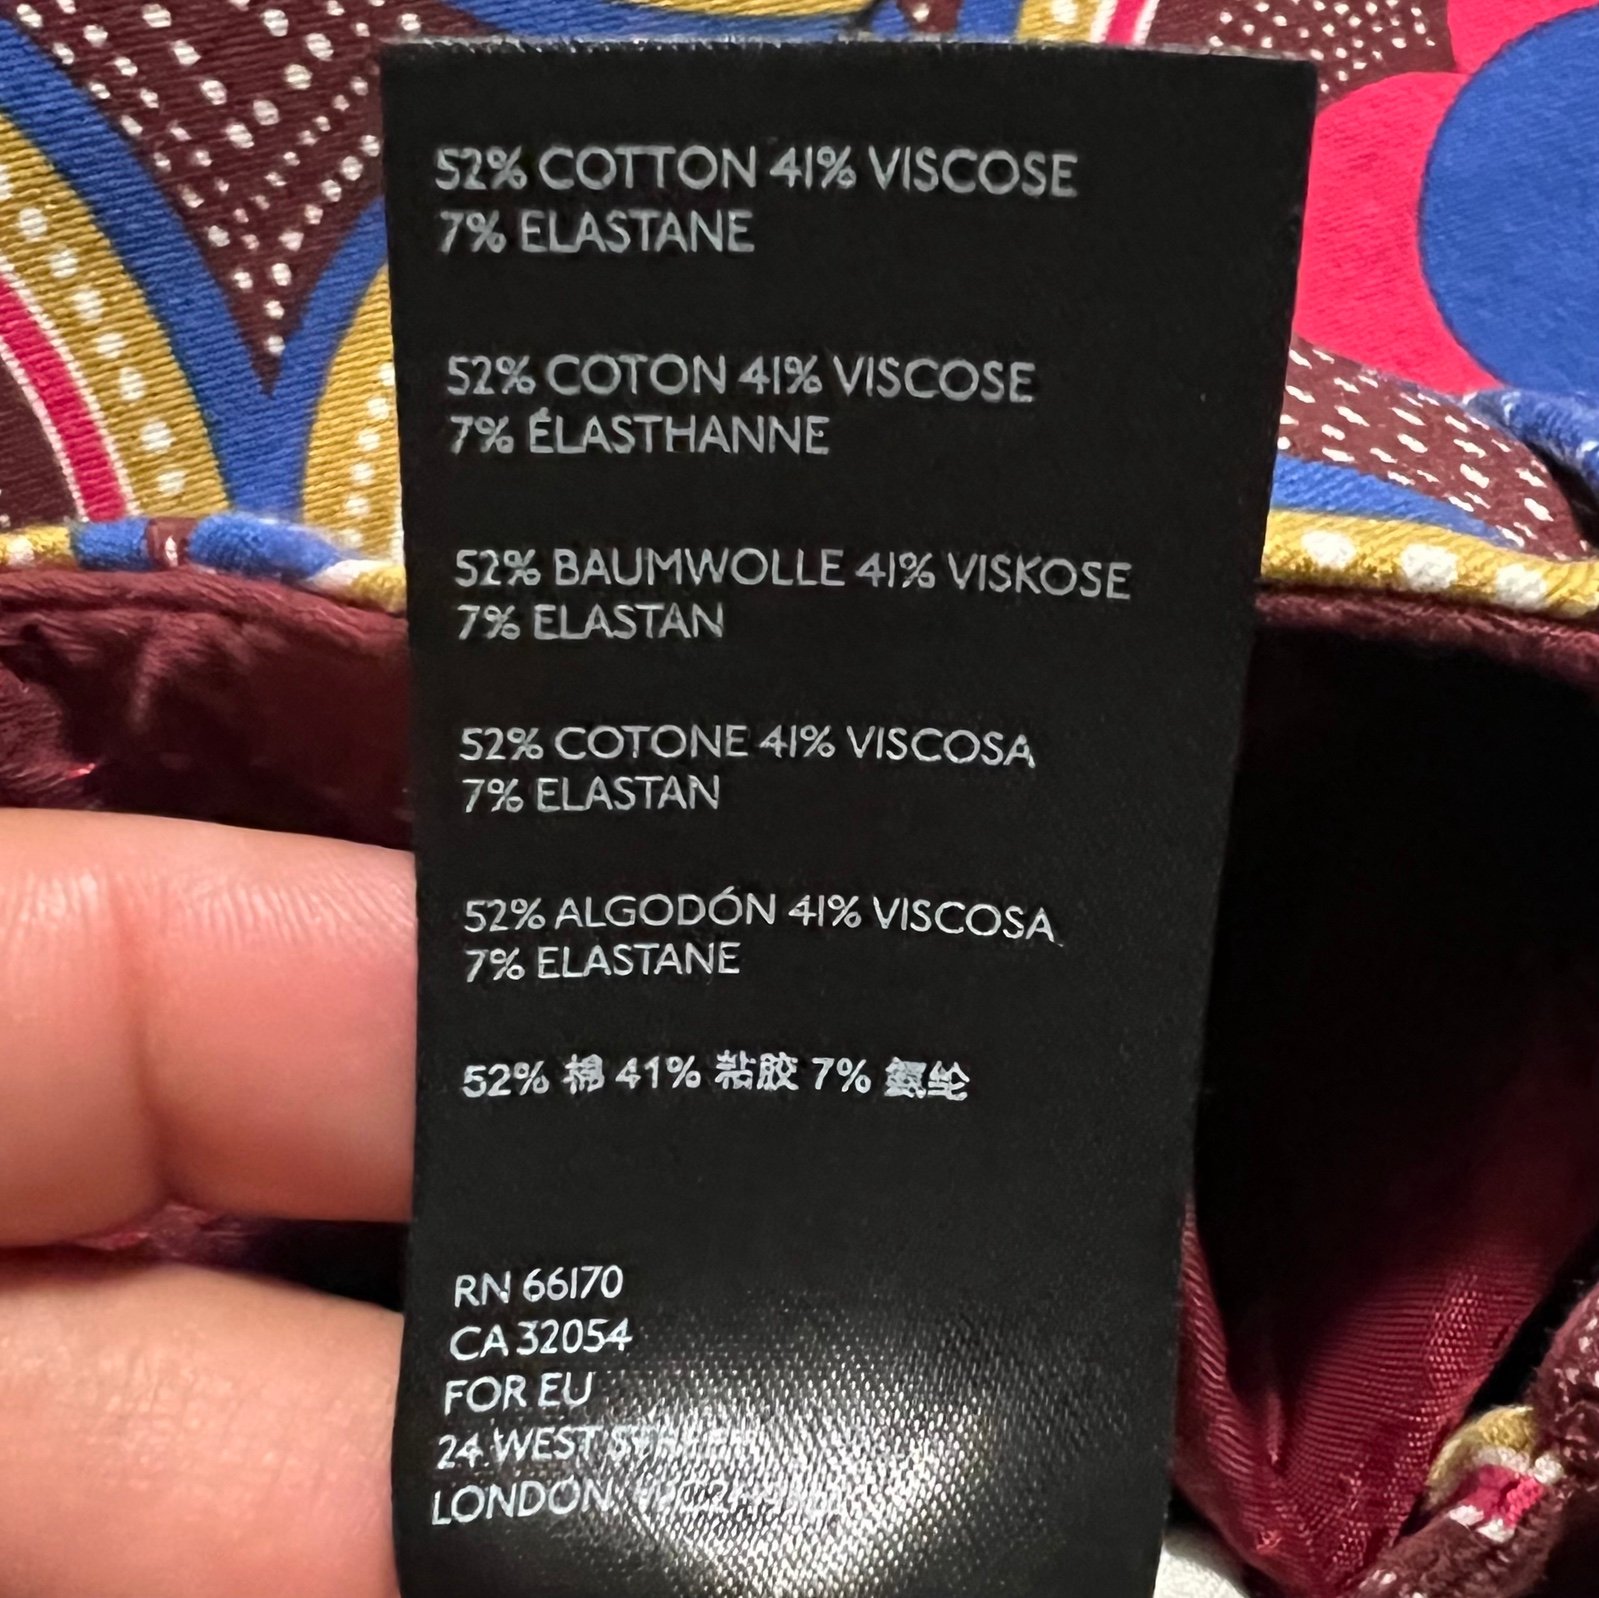 52% COTTON 41% VISCOSE
7% ELASTANE
52% COTON 41% VISCOSE
7% ÉLASTHANNE
52% BAUMWOLLE 41% VISKOSE
7% ELASTAN
52% COTONE 41% VISCOSA
7% ELASTAN
52% ALGODÓN 41% VISCOSA
7% ELASTANE
52% 棉 41% 粘胶 7% 氨纶
RN 66170
CA 32054
FOR EU
24 WEST
LONDON